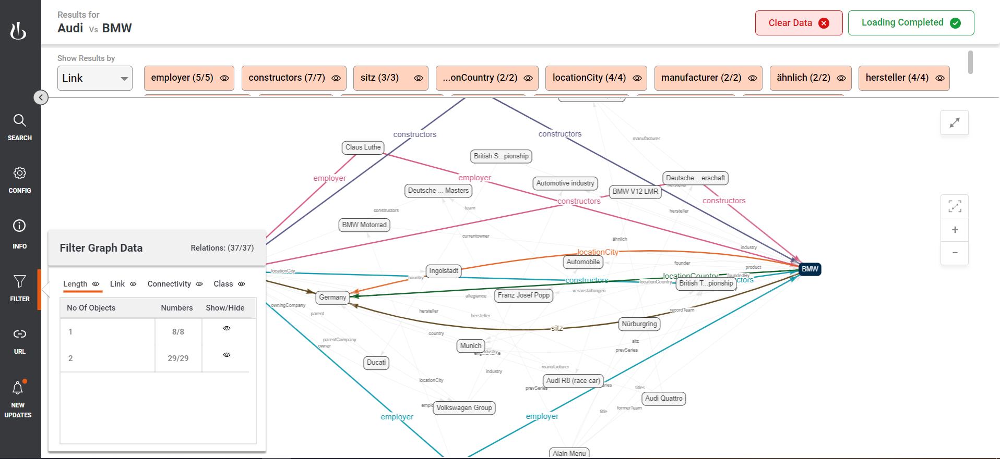 Results for
Audi Vs BMW
Clear Data
Loading Completed
Show Results by
Link
employer (5/5)
constructors (7/7)
sitz (3/3)
...onCountry (2/2)
locationCity (4/4)
manufacturer (2/2)
ähnlich (2/2)
hersteller (4/4)
SEARCH
CONFIG
INFO
FILTER
URL
NEW
UPDATES
Filter Graph Data
Relations: (37/37)
Length
Link
Connectivity
Class
No Of Objects
Numbers
Show/Hide
1
8/8
2
29/29
constructors
constructors
manufacturer
Claus Luthe
British S...pionship
employer
employer
Automotive industry
Deutsche ...erschaft
hersteller
Deutsche ... Masters
BMW V12 LMR
constructors
constructors
constructors
team
hersteller
BMW Motorrad
currentowner
ähnlich
industry
locationCity
Automobile
founder
product
BMW
locationCity
Ingolstadt
country
constructors
locationCountry
foundedBy
locationCountry
British T...pionship
ctors
veranstaltungen
Germany
allegiance
Franz Josef Popp
owningCompany
parent
hersteller
hersteller
recordTeam
Nürburgring
sitz
country
parentCompany
owner
Munich
industry
sitz
prevSeries
Ducati
industry
manufacturer
locationCity
Audi R8 (race car)
prevSeries
eries
titles
Audi Quattro
emplo
Volkswagen Group
formerTeam
title
employer
employer
Alain Menu